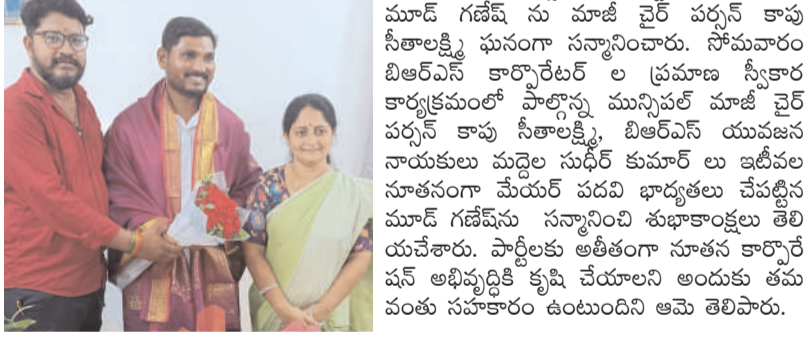 మూడ్ గణేష్ ను మాజీ చైర్ పర్సన్ కాపు
సీతాలక్ష్మి ఘనంగా సన్మానించారు. సోమవారం
బిఆర్ఎస్ కార్పొరేటర్ ల ప్రమాణ స్వీకార
కార్యక్రమంలో పాల్గొన్న మున్సిపల్ మాజీ చైర్
పర్సన్ కాపు సీతాలక్ష్మి, బిఆర్ఎస్ యువజన
నాయకులు మద్దెల సుధీర్ కుమార్ లు ఇటీవల
నూతనంగా మేయర్ పదవి భాద్యతలు చేపట్టిన
మూడ్ గణేష్‌ను సన్మానించి శుభాకాంక్షలు తెలి
యచేశారు. పార్టీలకు అతీతంగా నూతన కార్పొరే
షన్ అభివృద్ధికి కృషి చేయాలని అందుకు తమ
వంతు సహకారం ఉంటుందిని ఆమె తెలిపారు.